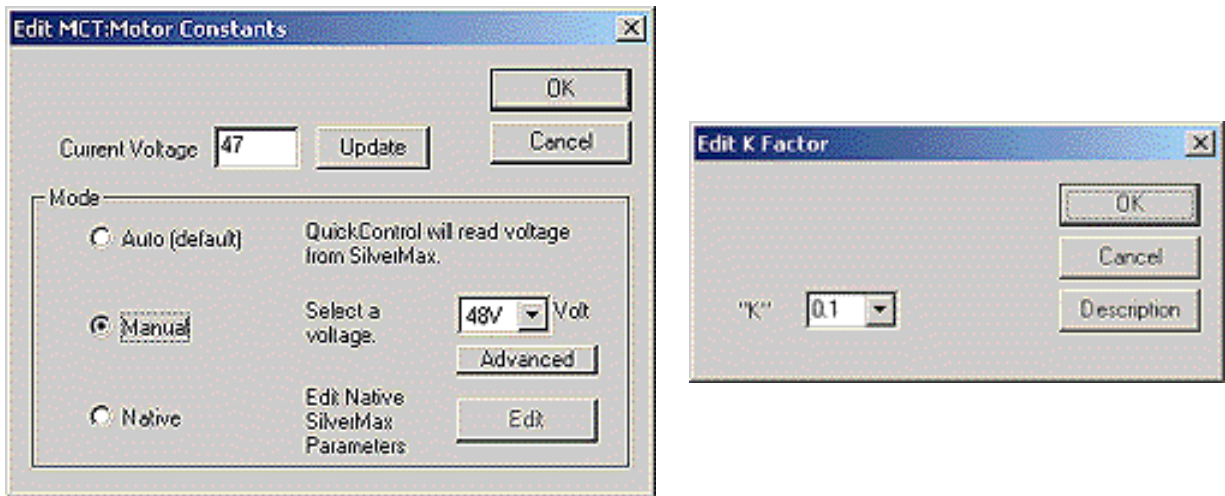 Edit MCT:Motor Constants
OK
Current Voltage 47 Update Cancel
Mode
Auto (default) QuickControl will read voltage
from SilverMax.
Manual Select a
voltage. 48V Volt
Advanced
Native Edit Native
SilverMax
Parameters Edit
Edit K Factor
OK
Cancel
"K" 0.1 Description